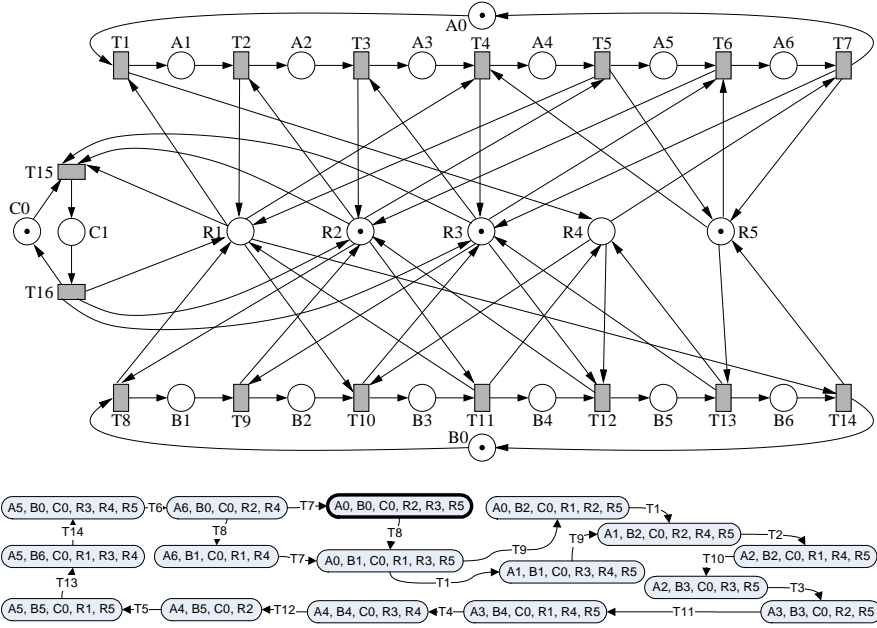 A0
T1 A1 T2 A2 T3 A3 T4 A4 T5 A5 T6 A6 T7
T15
C0
C1 R1 R2 R3 R4 R5
T16
T8 B1 T9 B2 T10 B3 T11 B4 T12 B5 T13 B6 T14
B0
A5, B0, C0, R3, R4, R5 T6 A6, B0, C0, R2, R4 T7 A0, B0, C0, R2, R3, R5 A0, B2, C0, R1, R2, R5 T1
T14 T8 T8 T9 A1, B2, C0, R2, R4, R5 T2
A5, B6, C0, R1, R3, R4 A6, B1, C0, R1, R4 T7 A0, B1, C0, R1, R3, R5 T9 T10 A2, B2, C0, R1, R4, R5
T13 T1 A1, B1, C0, R3, R4, R5 A2, B3, C0, R3, R5 T3
A5, B5, C0, R1, R5 T5 A4, B5, C0, R2 T12 A4, B4, C0, R3, R4 T4 A3, B4, C0, R1, R4, R5 T11 A3, B3, C0, R2, R5